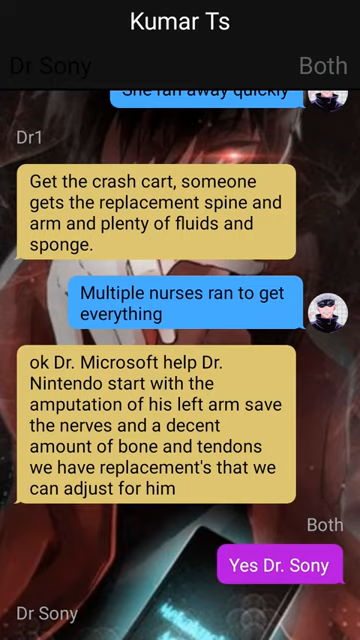 Kumar Ts
Dr Sony
Both
She ran away quickly
Dr1
Get the crash cart, someone
gets the replacement spine and
arm and plenty of fluids and
sponge.
Multiple nurses ran to get
everything
ok Dr. Microsoft help Dr.
Nintendo start with the
amputation of his left arm save
the nerves and a decent
amount of bone and tendons
we have replacement's that we
can adjust for him
Both
Yes Dr. Sony
Dr Sony